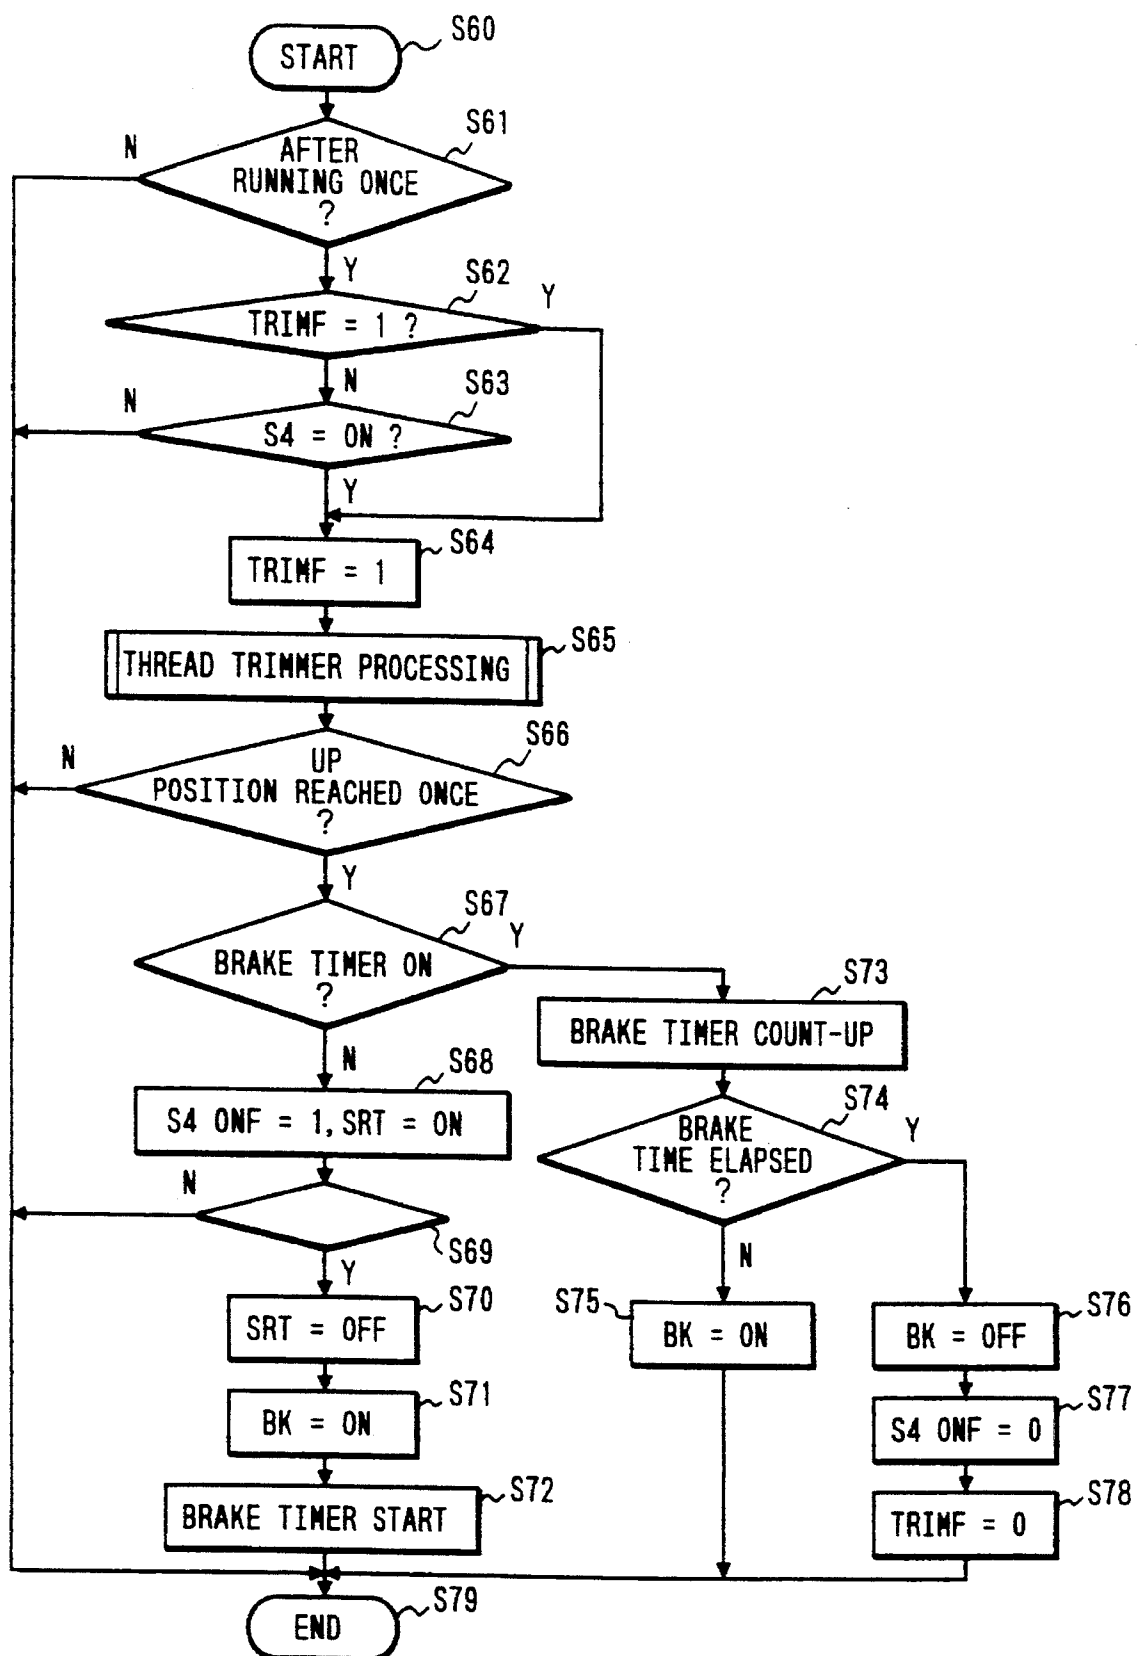 START
S60
AFTER
RUNNING ONCE
?
S61
N
Y
TRIMF = 1 ?
S62
Y
N
S4 = ON ?
S63
N
Y
TRIMF = 1
S64
THREAD TRIMMER PROCESSING
S65
UP
POSITION REACHED ONCE
?
S66
N
Y
BRAKE TIMER ON
?
S67
Y
N
S4 ONF = 1, SRT = ON
S68
N
S69
Y
SRT = OFF
S70
BK = ON
S71
BRAKE TIMER START
S72
BRAKE TIMER COUNT-UP
S73
BRAKE
TIME ELAPSED
?
S74
Y
N
BK = ON
S75
BK = OFF
S76
S4 ONF = 0
S77
TRIMF = 0
S78
END
S79